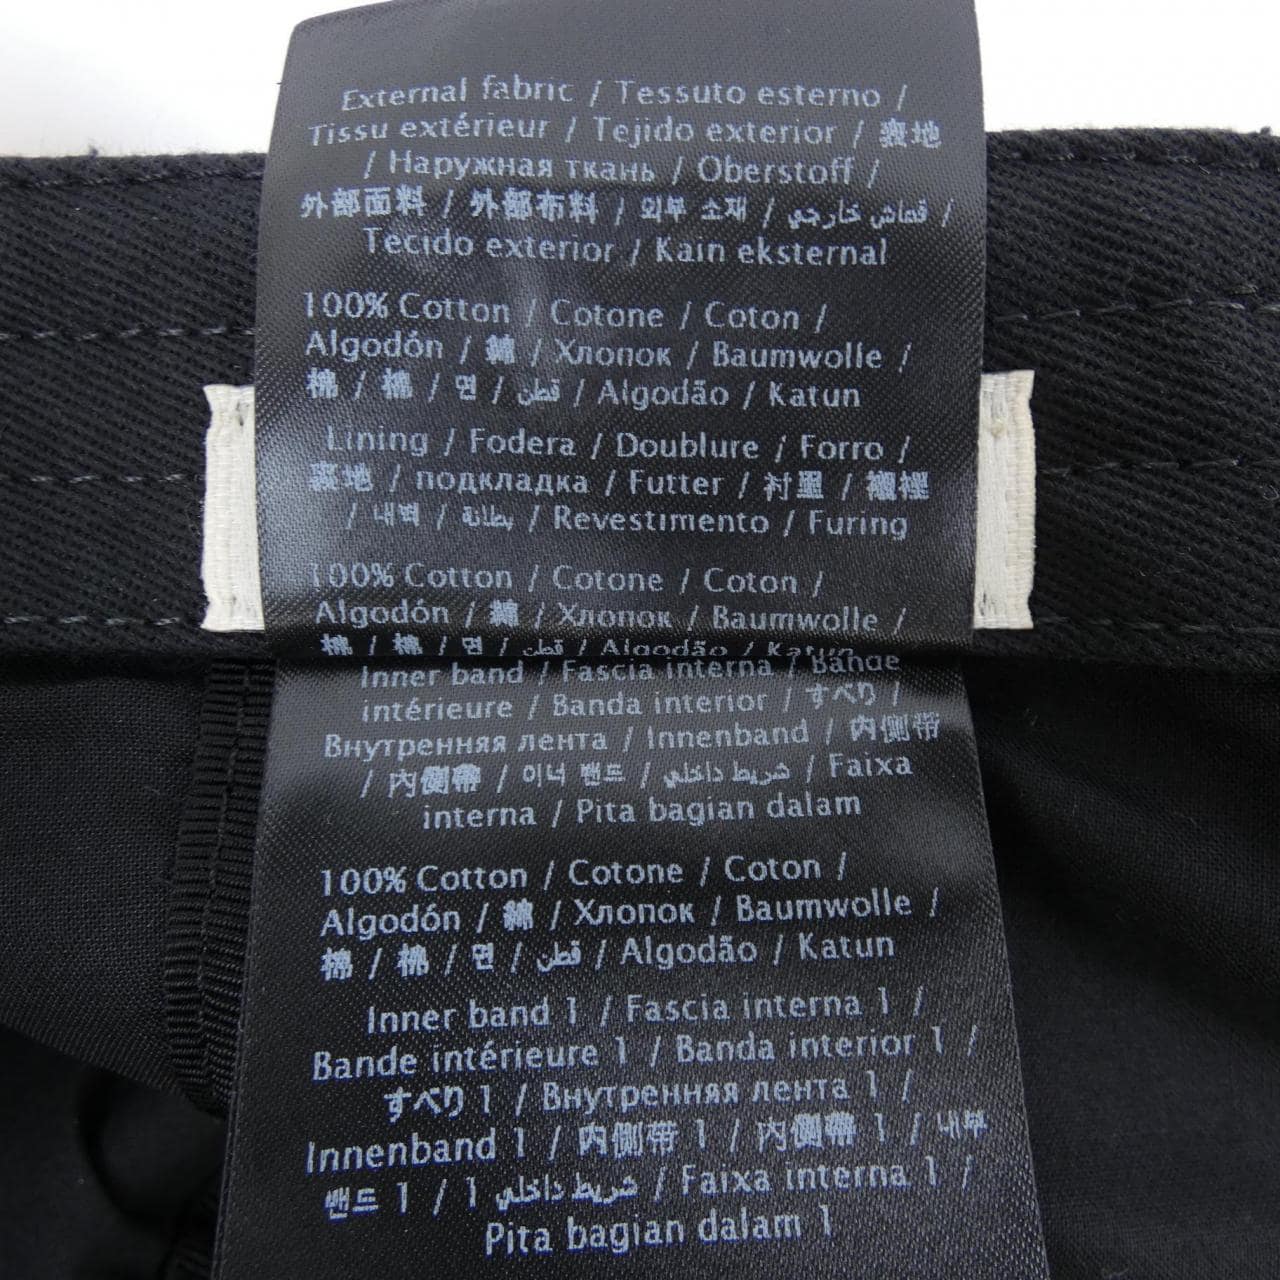 External fabric / Tessuto esterno /
Tissu extérieur / Tejido exterior / 表地
/ Наружная ткань / Oberstoff /
外部面料 / 外部布料 / 외부 소재 / قماش خارجي /
Tecido exterior / Kain eksternal
100% Cotton / Cotone / Coton /
Algodón / 綿 / Хлопок / Baumwolle /
棉 / 棉 / 면 / قطن / Algodão / Katun
Lining / Fodera / Doublure / Forro /
裏地 / подкладка / Futter / 衬里 / 襯裡
/ 내벽 / بطانة / Revestimento / Furing
100% Cotton / Cotone / Coton /
Algodón / 綿 / Хлопок / Baumwolle /
棉 / 棉 / 면 / قطن / Algodão / Katun
Inner band / Fascia interna / Bande
intérieure / Banda interior / すべり /
Внутренняя лента / Innenband / 内侧带
/ 內側帶 / 이너 밴드 / شريط داخلي / Faixa
interna / Pita bagian dalam
100% Cotton / Cotone / Coton /
Algodón / 綿 / Хлопок / Baumwolle /
棉 / 棉 / 면 / قطن / Algodão / Katun
Inner band 1 / Fascia interna 1 /
Bande intérieure 1 / Banda interior 1 /
すべり 1 / Внутренняя лента 1 /
Innenband 1 / 内侧带 1 / 內側帶 1 / 내부
밴드 1 / شريط داخلي 1 / Faixa interna 1 /
Pita bagian dalam 1